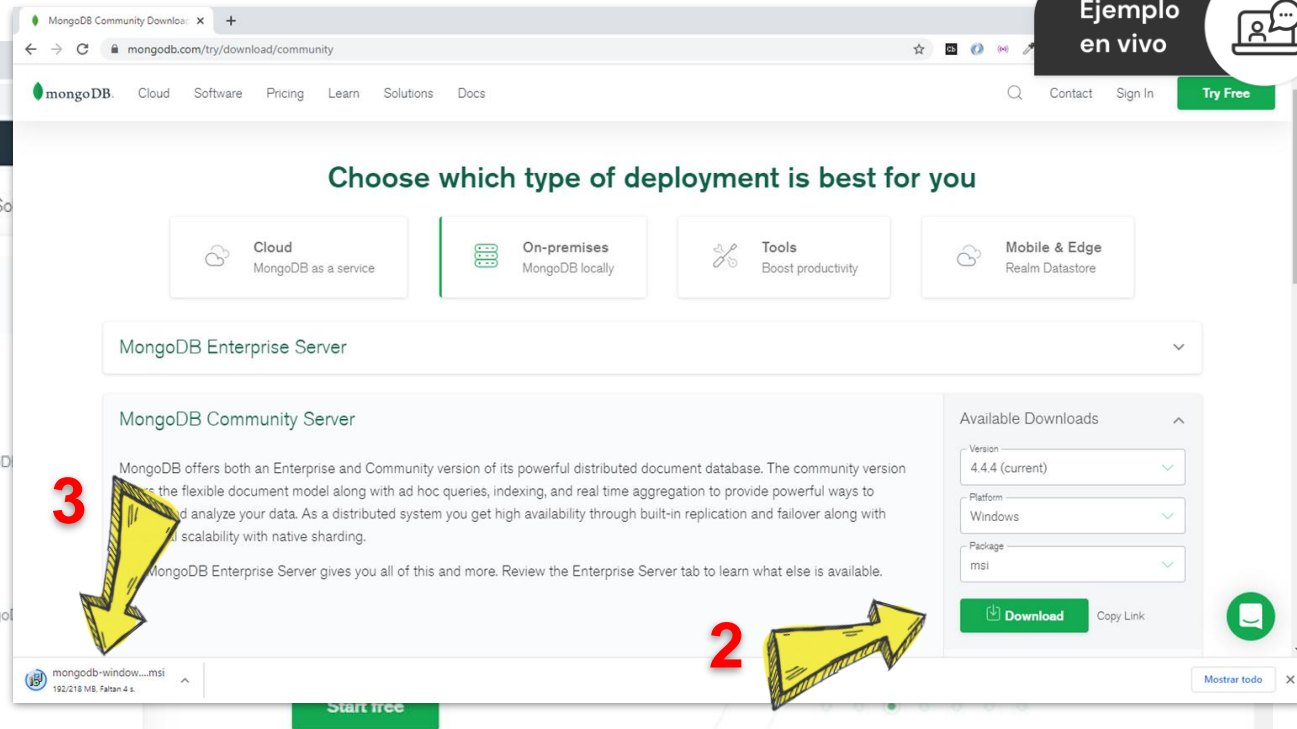 Ejemplo
en vivo
MongoDB Community Downloa
mongodb.com/try/download/community
mongoDB. Cloud Software Pricing Learn Solutions Docs Contact Sign In Try Free
Choose which type of deployment is best for you
Cloud
MongoDB as a service
On-premises
MongoDB locally
Tools
Boost productivity
Mobile & Edge
Realm Datastore
MongoDB Enterprise Server
MongoDB Community Server
MongoDB offers both an Enterprise and Community version of its powerful distributed document database. The community version
the flexible document model along with ad hoc queries, indexing, and real time aggregation to provide powerful ways to
analyze your data. As a distributed system you get high availability through built-in replication and failover along with
scalability with native sharding.
MongoDB Enterprise Server gives you all of this and more. Review the Enterprise Server tab to learn what else is available.
Available Downloads
Version
4.4.4 (current)
Platform
Windows
Package
msi
Download Copy Link
3
2
mongodb-window....msi
192/218 MB, Faltan 4 s.
Mostrar todo
Start free